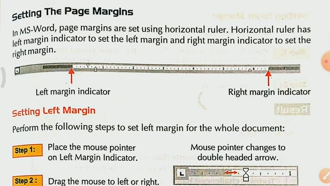 Setting The Page Margins
In MS-Word, page margins are set using horizontal ruler. Horizontal ruler has
left margin indicator to set the left margin and right margin indicator to set the
right margin.
Left margin indicator Right margin indicator
Setting Left Margin
Perform the following steps to set left margin for the whole document:
Step 1: Place the mouse pointer Mouse pointer changes to
on Left Margin Indicator. double headed arrow.
Step 2: Drag the mouse to left or right.